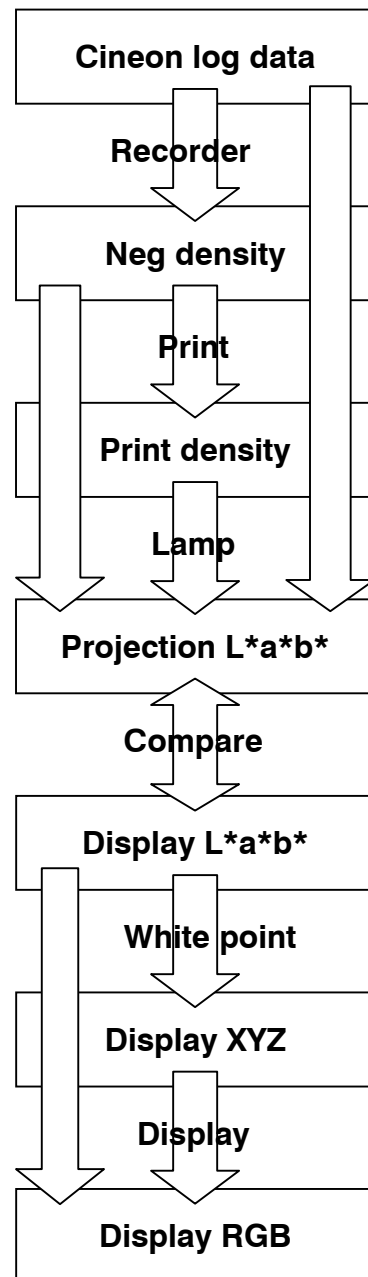 Cineon log data
Recorder
Neg density
Print
Print density
Lamp
Projection L*a*b*
Compare
Display L*a*b*
White point
Display XYZ
Display
Display RGB